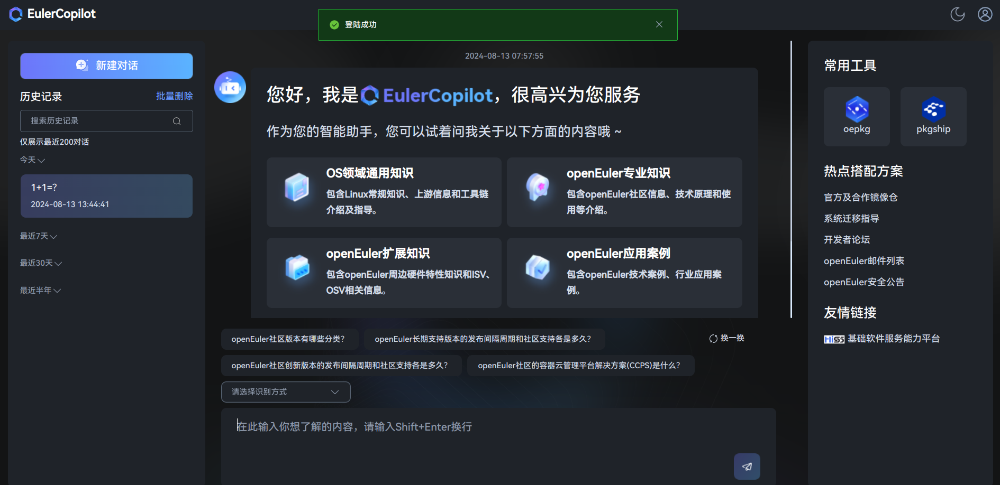 EulerCopilot
登陆成功
新建对话
历史记录
批量删除
搜索历史记录
仅展示最近200对话
今天
1+1=?
2024-08-13 13:44:41
最近7天
最近30天
最近半年
2024-08-13 07:57:55
您好，我是EulerCopilot，很高兴为您服务
作为您的智能助手，您可以试着问我关于以下方面的内容哦 ~
OS领域通用知识
包含Linux常规知识、上游信息和工具链
介绍及指导。
openEuler专业知识
包含openEuler社区信息、技术原理和使
用等介绍。
openEuler扩展知识
包含openEuler周边硬件特性知识和ISV、
OSV相关信息。
openEuler应用案例
包含openEuler技术案例、行业应用案
例。
openEuler社区版本有哪些分类？
openEuler长期支持版本的发布间隔周期和社区支持各是多久？
换一换
openEuler社区创新版本的发布间隔周期和社区支持各是多久？
openEuler社区的容器云管理平台解决方案(CCPS)是什么？
请选择识别方式
在此输入你想了解的内容，请输入Shift+Enter换行
常用工具
oepkg
pkgship
热点搭配方案
官方及合作镜像仓
系统迁移指导
开发者论坛
openEuler邮件列表
openEuler安全公告
友情链接
HiSS 基础软件服务能力平台